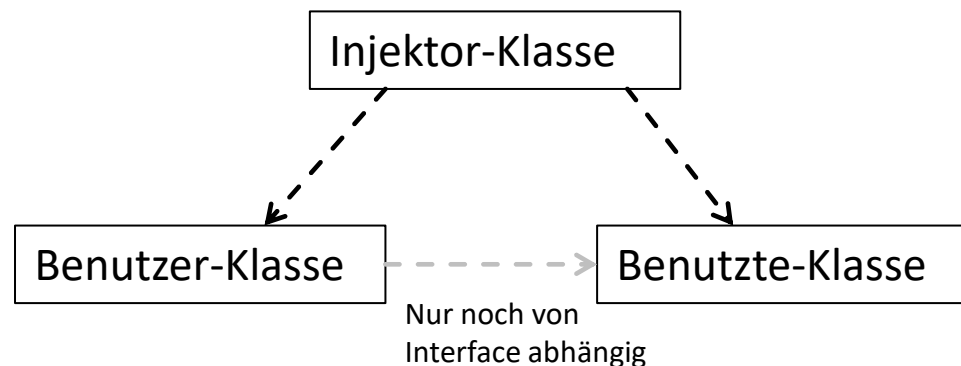 Injektor-Klasse
Benutzer-Klasse
Benutzte-Klasse
Nur noch von
Interface abhängig